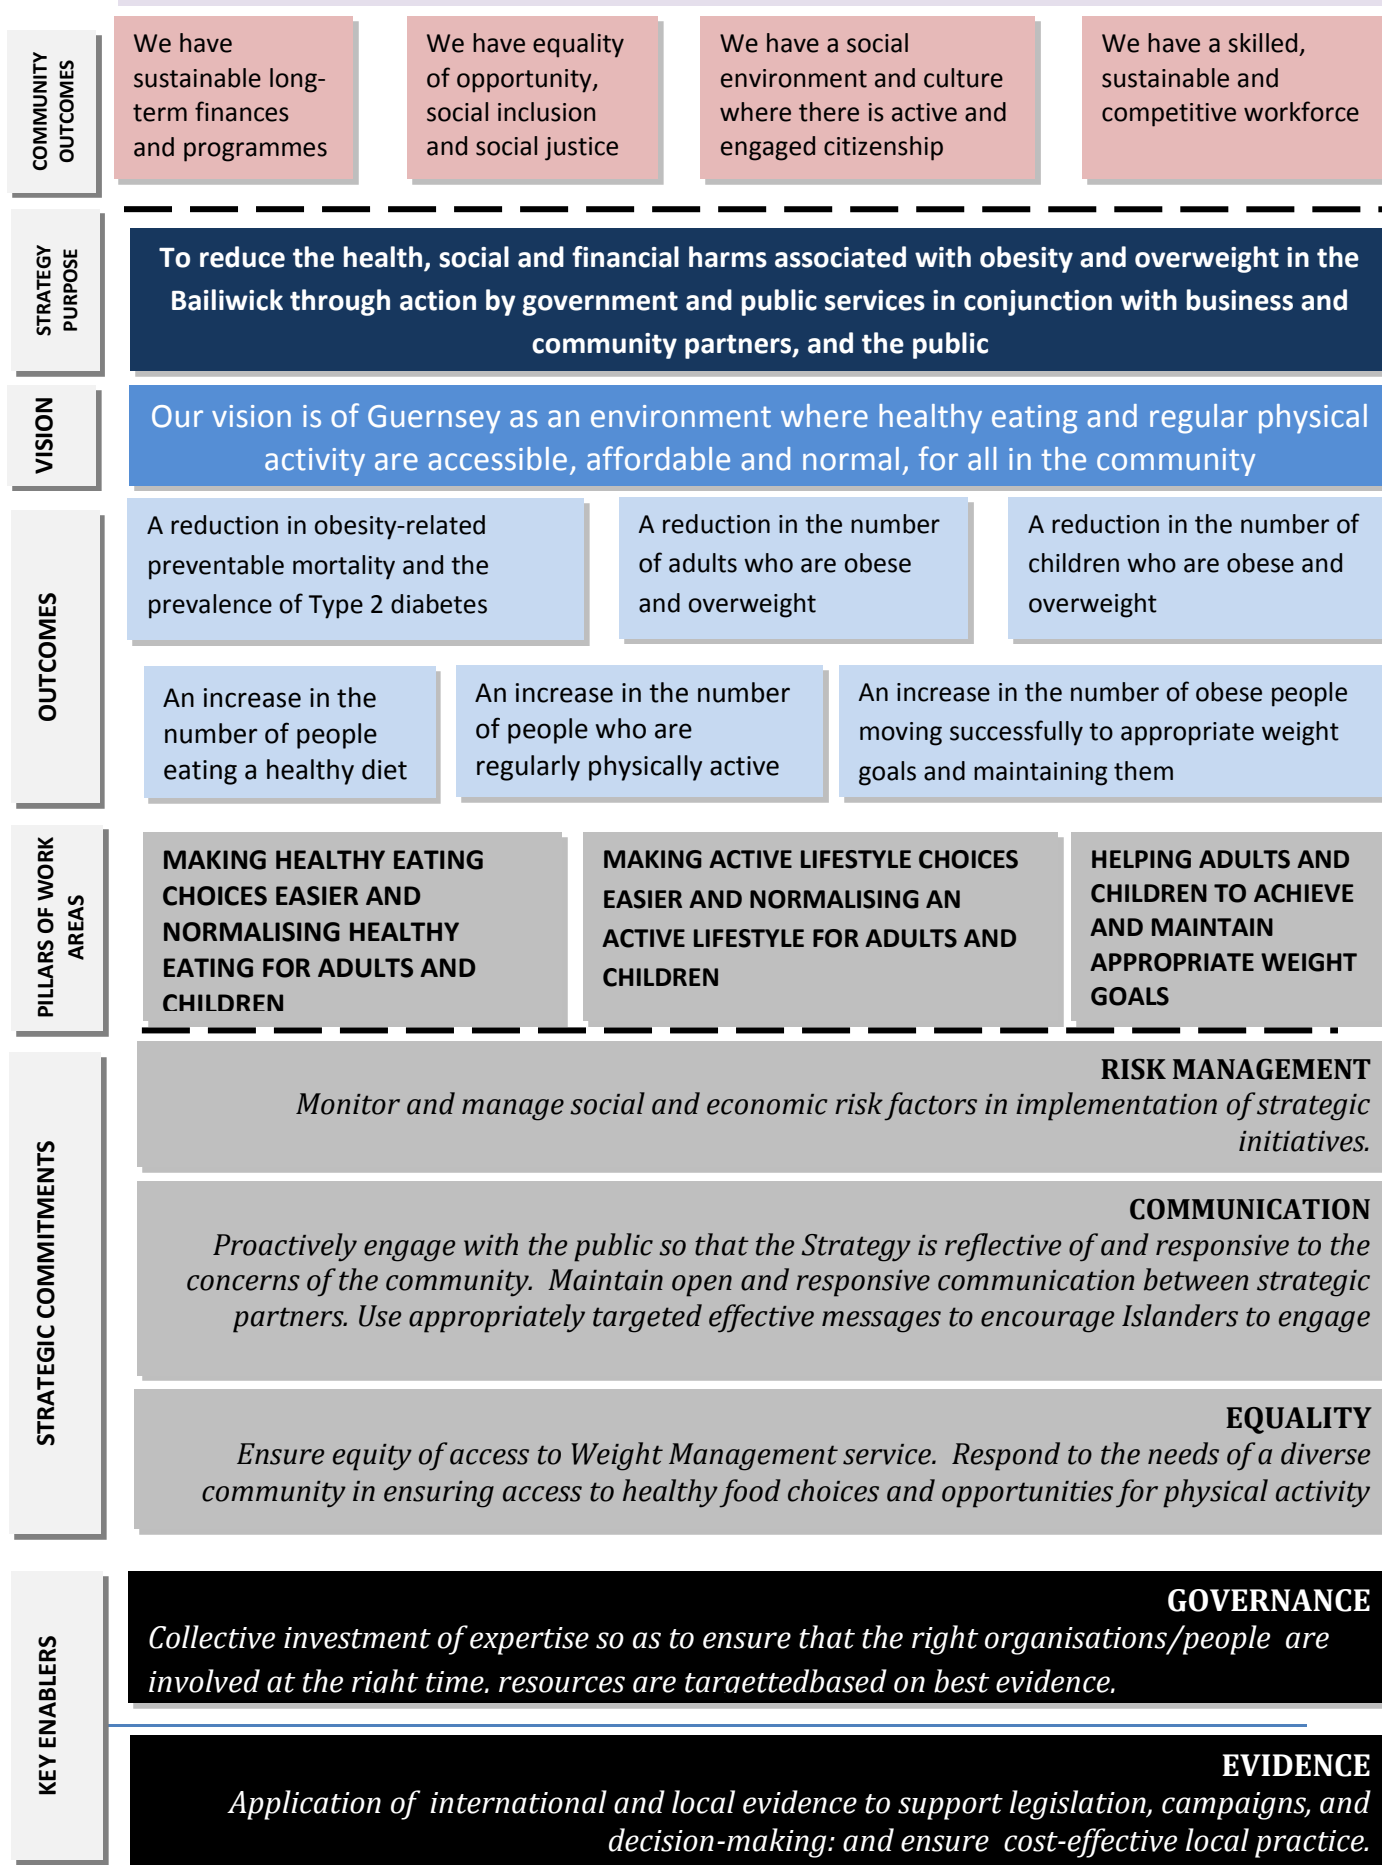 COMMUNITY
OUTCOMES
We have
sustainable long-
term finances
and programmes
We have equality
of opportunity,
social inclusion
and social justice
We have a social
environment and culture
where there is active and
engaged citizenship
We have a skilled,
sustainable and
competitive workforce
STRATEGY
PURPOSE
To reduce the health, social and financial harms associated with obesity and overweight in the
Bailiwick through action by government and public services in conjunction with business and
community partners, and the public
VISION
Our vision is of Guernsey as an environment where healthy eating and regular physical
activity are accessible, affordable and normal, for all in the community
OUTCOMES
A reduction in obesity-related
preventable mortality and the
prevalence of Type 2 diabetes
A reduction in the number
of adults who are obese
and overweight
A reduction in the number of
children who are obese and
overweight
An increase in the
number of people
eating a healthy diet
An increase in the number
of people who are
regularly physically active
An increase in the number of obese people
moving successfully to appropriate weight
goals and maintaining them
PILLARS OF WORK
AREAS
MAKING HEALTHY EATING
CHOICES EASIER AND
NORMALISING HEALTHY
EATING FOR ADULTS AND
CHILDREN
MAKING ACTIVE LIFESTYLE CHOICES
EASIER AND NORMALISING AN
ACTIVE LIFESTYLE FOR ADULTS AND
CHILDREN
HELPING ADULTS AND
CHILDREN TO ACHIEVE
AND MAINTAIN
APPROPRIATE WEIGHT
GOALS
STRATEGIC COMMITMENTS
RISK MANAGEMENT
Monitor and manage social and economic risk factors in implementation of strategic
initiatives.
COMMUNICATION
Proactively engage with the public so that the Strategy is reflective of and responsive to the
concerns of the community. Maintain open and responsive communication between strategic
partners. Use appropriately targeted effective messages to encourage Islanders to engage
EQUALITY
Ensure equity of access to Weight Management service. Respond to the needs of a diverse
community in ensuring access to healthy food choices and opportunities for physical activity
KEY ENABLERS
GOVERNANCE
Collective investment of expertise so as to ensure that the right organisations/people are
involved at the right time. resources are targettedbased on best evidence.
EVIDENCE
Application of international and local evidence to support legislation, campaigns, and
decision-making: and ensure cost-effective local practice.